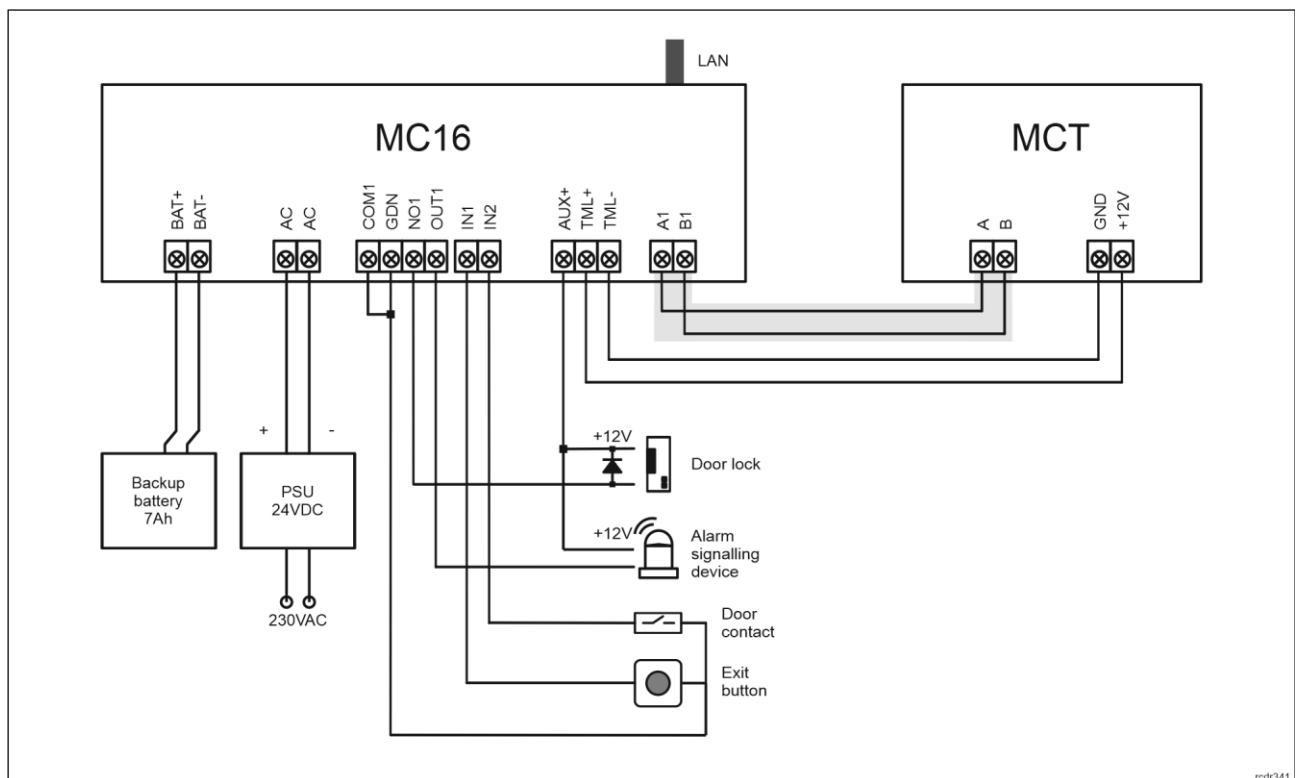 LAN
MC16
MCT
BAT+
BAT-
AC
AC
COM1
GDN
NO1
OUT1
IN1
IN2
AUX+
TML+
TML-
A1
B1
A
B
GND
+12V
+
-
Backup
battery
7Ah
PSU
24VDC
230VAC
+12V
Door lock
+12V
Alarm
signalling
device
Door
contact
Exit
button
rcdr341